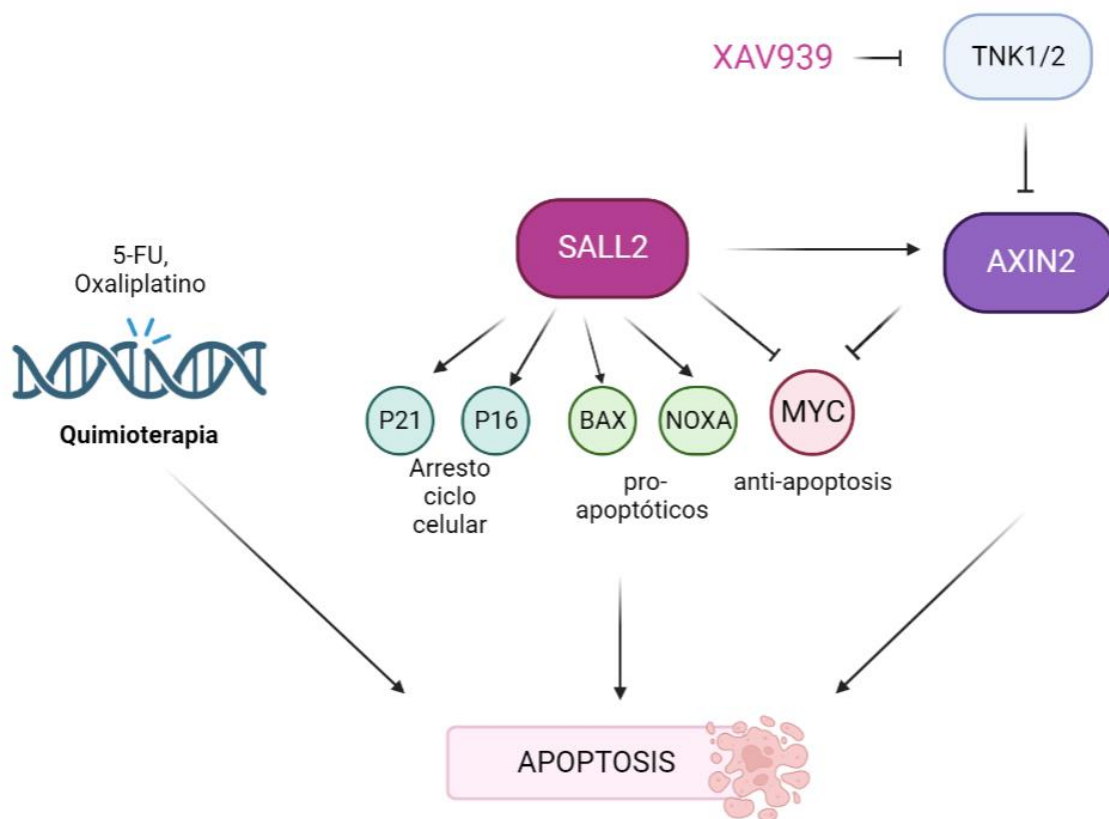 XAV939
TNK1/2
SALL2
AXIN2
5-FU,
Oxaliplatino
Quimioterapia
P21
P16
BAX
NOXA
MYC
Arresto
ciclo
celular
pro-
apoptóticos
anti-apoptosis
APOPTOSIS